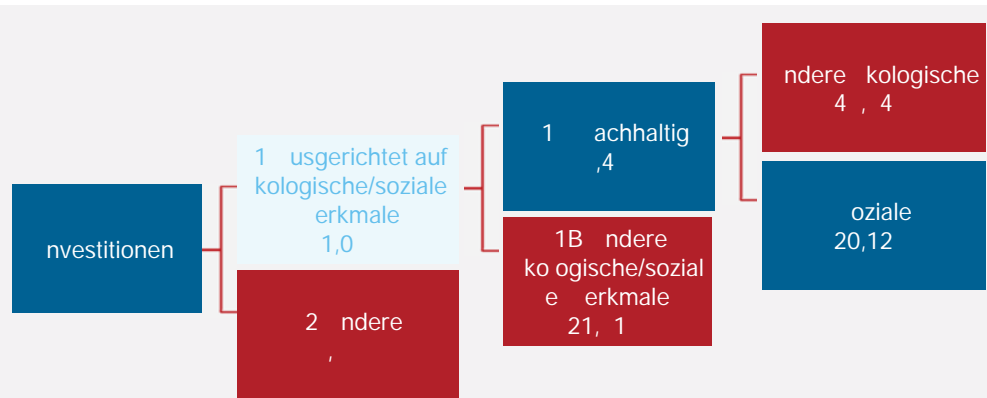 nvestitionen
1 usgerichtet auf
kologische/soziale
erkmale
1,0
2 ndere
,
1 achhaltig
,4
1B ndere
ko ogische/sozial
e erkmale
21, 1
ndere kologische
4 , 4
oziale
20,12